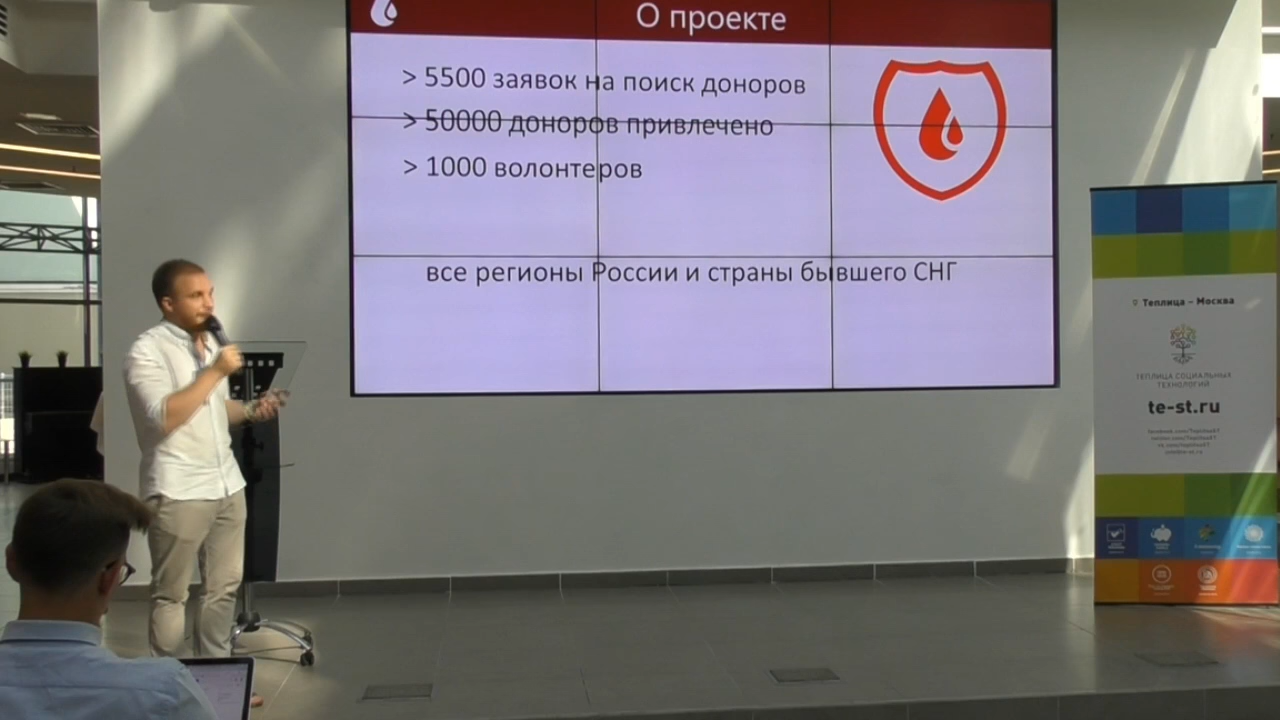 О проекте
> 5500 заявок на поиск доноров
> 50000 доноров привлечено
> 1000 волонтеров
все регионы России и страны бывшего СНГ
Теплица – Москва
ТЕПЛИЦА СОЦИАЛЬНЫХ
ТЕХНОЛОГИЙ
te-st.ru